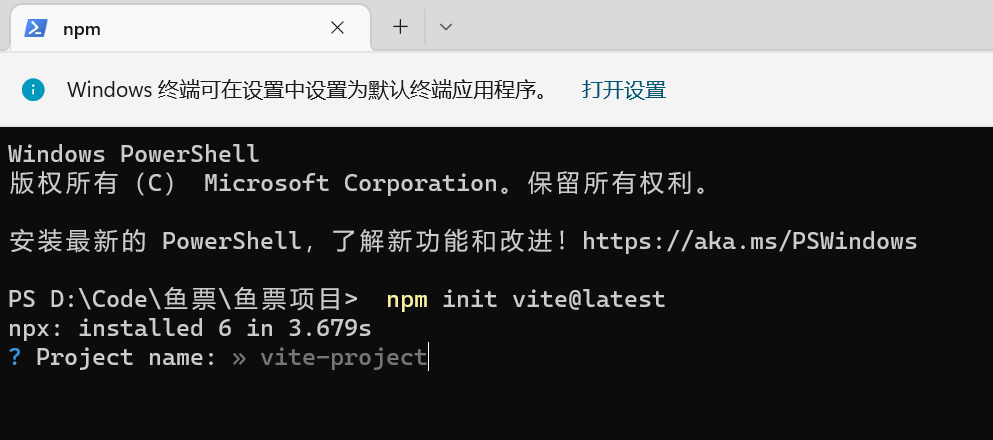 npm
Windows 终端可在设置中设置为默认终端应用程序。 打开设置
Windows PowerShell
版权所有（C） Microsoft Corporation。保留所有权利。
安装最新的 PowerShell，了解新功能和改进！https://aka.ms/PSWindows
PS D:\Code\鱼票\鱼票项目>  npm init vite@latest
npx: installed 6 in 3.679s
? Project name: » vite-project